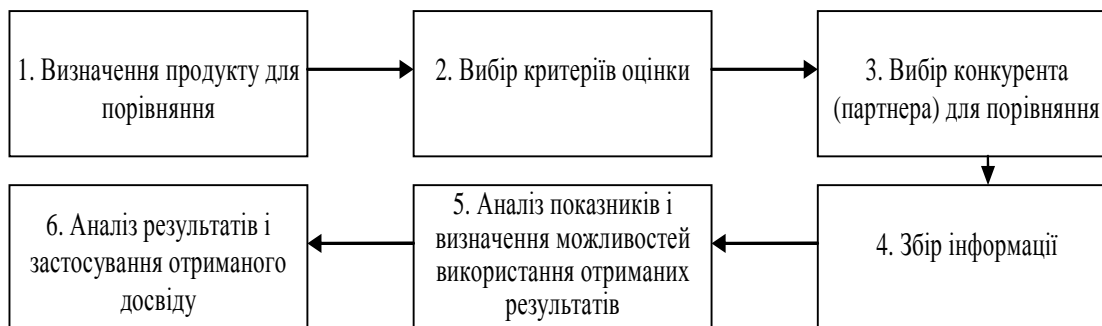 1. Визначення продукту для
порівняння
2. Вибір критеріїв оцінки
3. Вибір конкурента
(партнера) для порівняння
4. Збір інформації
5. Аналіз показників і
визначення можливостей
використання отриманих
результатів
6. Аналіз результатів і
застосування отриманого
досвіду